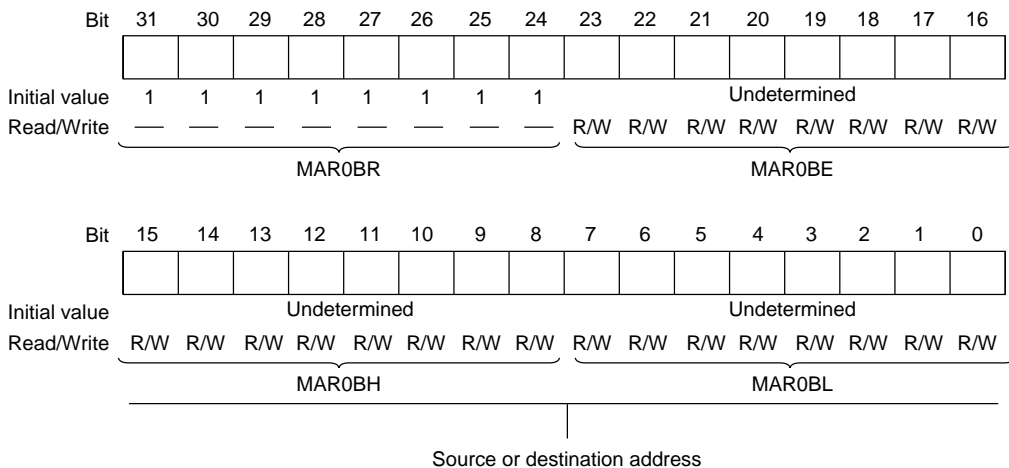 Bit 31 30 29 28 27 26 25 24 23 22 21 20 19 18 17 16
Initial value 1 1 1 1 1 1 1 1 Undetermined
Read/Write — — — — — — — — R/W R/W R/W R/W R/W R/W R/W R/W
MAR0BR MAR0BE
Bit 15 14 13 12 11 10 9 8 7 6 5 4 3 2 1 0
Initial value Undetermined Undetermined
Read/Write R/W R/W R/W R/W R/W R/W R/W R/W R/W R/W R/W R/W R/W R/W R/W R/W
MAR0BH MAR0BL
Source or destination address